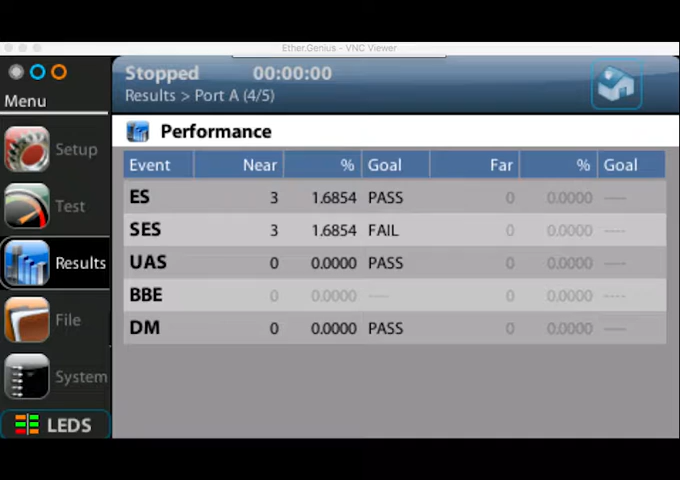 Ether.Genius - VNC Viewer
Stopped 00:00:00
Results > Port A (4/5)
Menu
Setup
Test
Results
File
System
LEDS
Performance
Event Near % Goal Far % Goal
ES 3 1.6854 PASS 0 0.0000 ----
SES 3 1.6854 FAIL 0 0.0000 ----
UAS 0 0.0000 PASS 0 0.0000 ----
BBE 0 0.0000 ---- 0 0.0000 ----
DM 0 0.0000 PASS 0 0.0000 ----